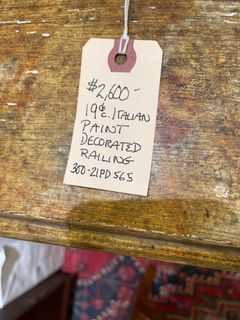 $2,600-
19c. ITALIAN
PAINT
DECORATED
RAILING
300-21PD565